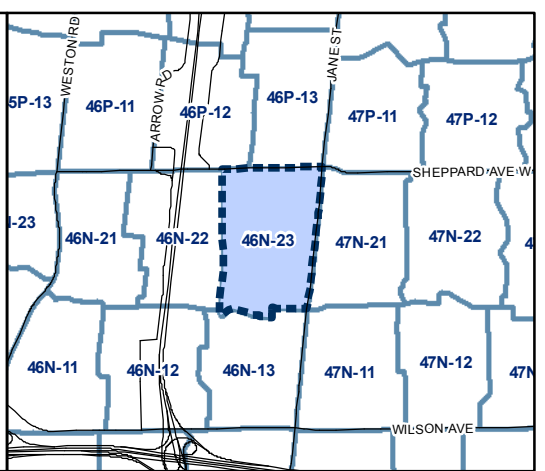 WESTON RD
JANE ST
ARROW RD
5P-13
46P-11
46P-12
46P-13
47P-11
47P-12
SHEPPARD AVE W
-23
46N-21
46N-22
46N-23
47N-21
47N-22
4
46N-11
46N-12
46N-13
47N-11
47N-12
47N
WILSON AVE